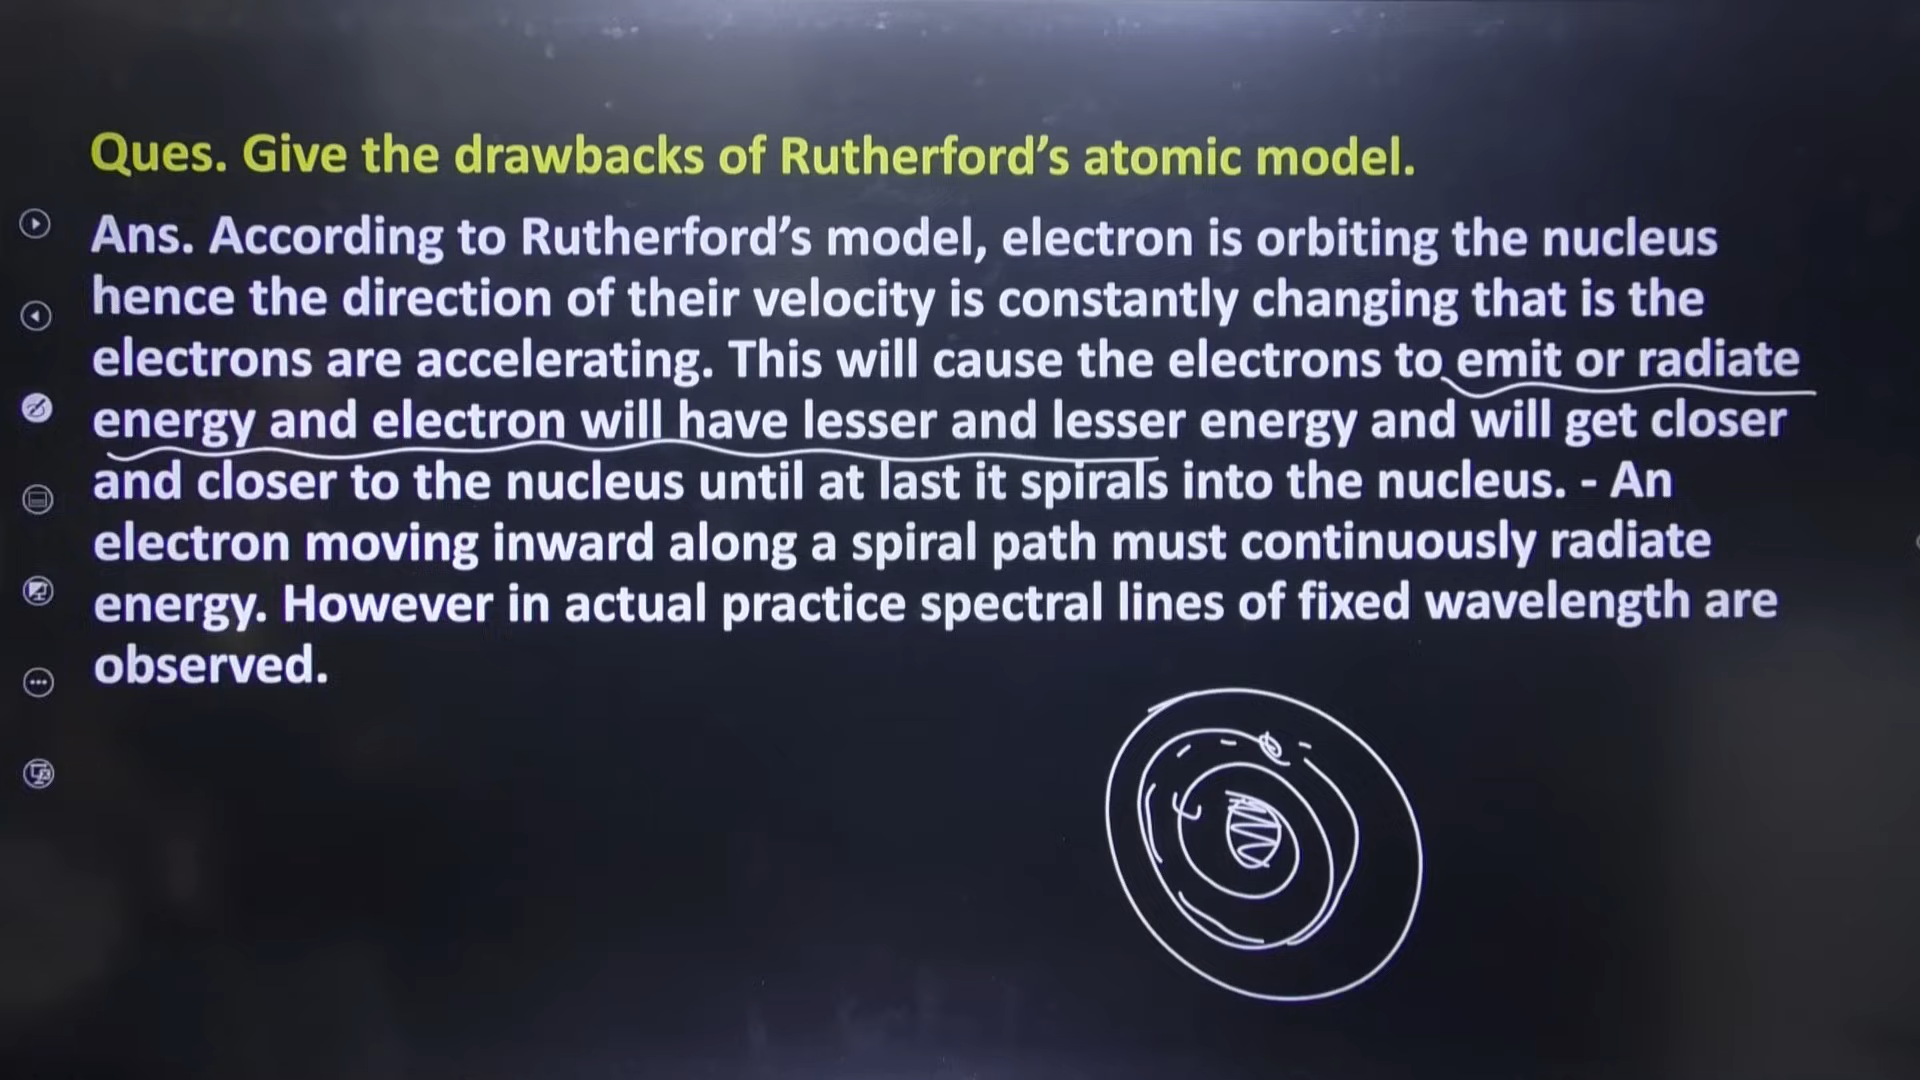 Ques. Give the drawbacks of Rutherford’s atomic model.
Ans. According to Rutherford’s model, electron is orbiting the nucleus
hence the direction of their velocity is constantly changing that is the
electrons are accelerating. This will cause the electrons to emit or radiate
energy and electron will have lesser and lesser energy and will get closer
and closer to the nucleus until at last it spirals into the nucleus. - An
electron moving inward along a spiral path must continuously radiate
energy. However in actual practice spectral lines of fixed wavelength are
observed.